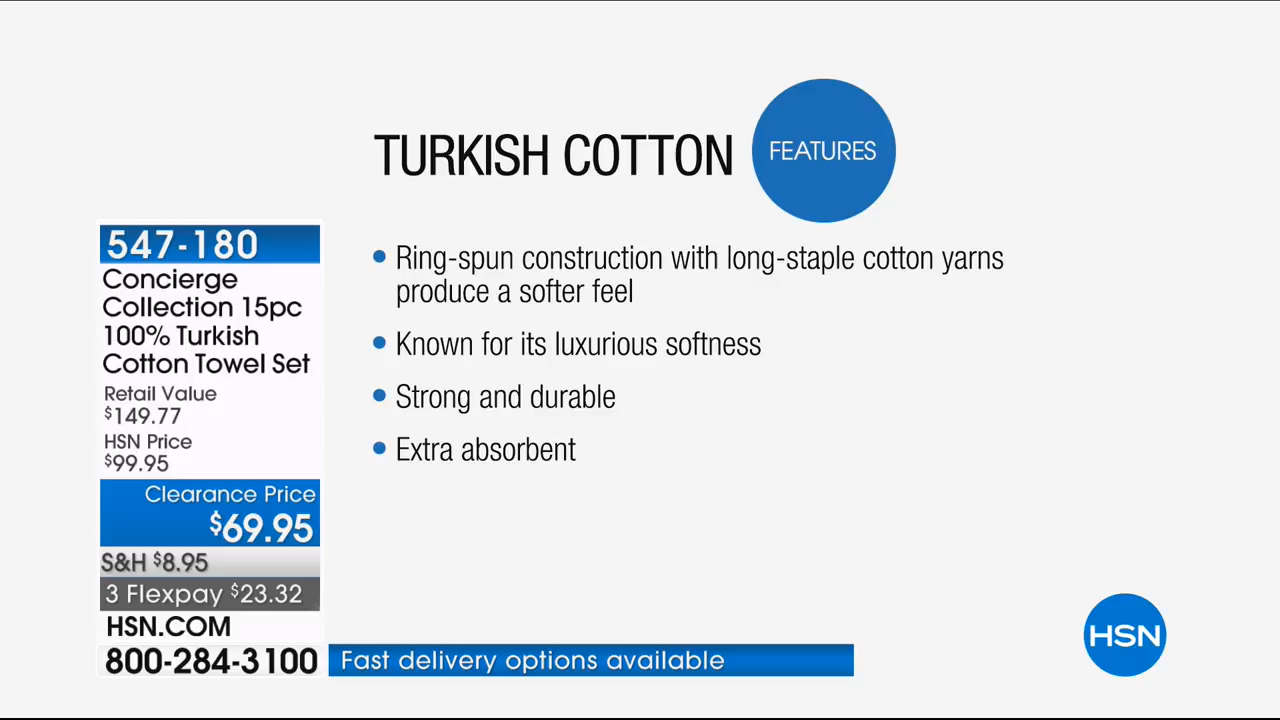 TURKISH COTTON
FEATURES
547-180
Concierge
Collection 15pc
100% Turkish
Cotton Towel Set
Retail Value
$149.77
HSN Price
$99.95
Clearance Price
$69.95
S&H $8.95
3 Flexpay $23.32
HSN.COM
800-284-3100
• Ring-spun construction with long-staple cotton yarns
produce a softer feel
• Known for its luxurious softness
• Strong and durable
• Extra absorbent
Fast delivery options available
HSN